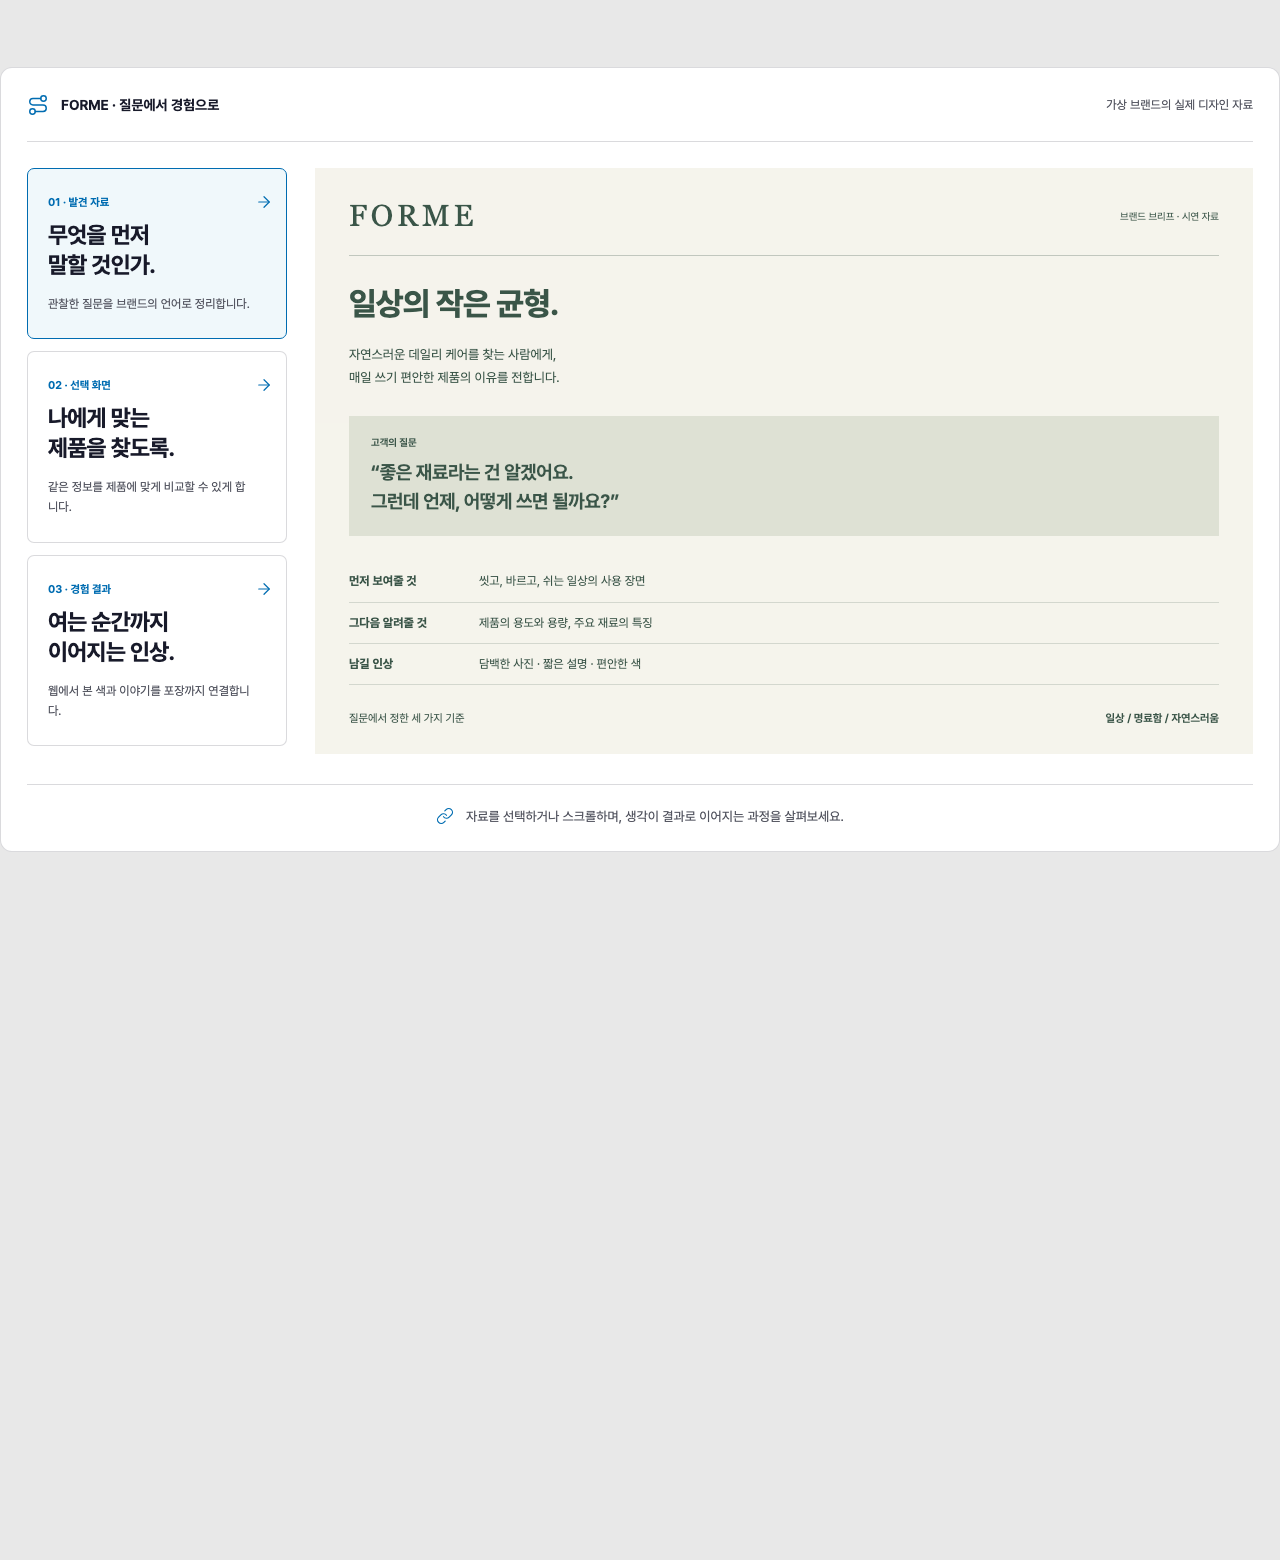 FORME · 질문에서 경험으로
가상 브랜드의 실제 디자인 자료
01 · 발견 자료
무엇을 먼저
말할 것인가.
관찰한 질문을 브랜드의 언어로 정리합니다.
02 · 선택 화면
나에게 맞는
제품을 찾도록.
같은 정보를 제품에 맞게 비교할 수 있게 합
니다.
03 · 경험 결과
여는 순간까지
이어지는 인상.
웹에서 본 색과 이야기를 포장까지 연결합니
다.
FORME
브랜드 브리프 · 시연 자료
일상의 작은 균형.
자연스러운 데일리 케어를 찾는 사람에게,
매일 쓰기 편안한 제품의 이유를 전합니다.
고객의 질문
“좋은 재료라는 건 알겠어요.
그런데 언제, 어떻게 쓰면 될까요?”
먼저 보여줄 것 씻고, 바르고, 쉬는 일상의 사용 장면
그다음 알려줄 것 제품의 용도와 용량, 주요 재료의 특징
남길 인상 담백한 사진 · 짧은 설명 · 편안한 색
질문에서 정한 세 가지 기준
일상 / 명료함 / 자연스러움
자료를 선택하거나 스크롤하며, 생각이 결과로 이어지는 과정을 살펴보세요.